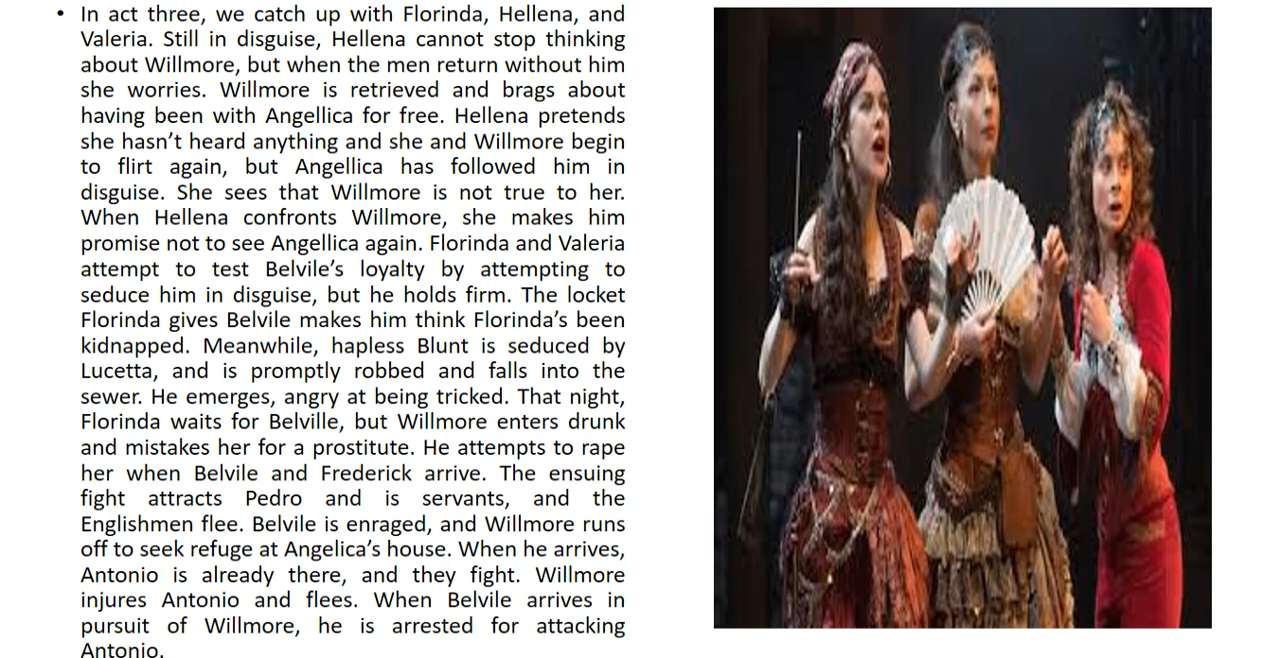 • In act three, we catch up with Florinda, Hellena, and
Valeria. Still in disguise, Hellena cannot stop thinking
about Willmore, but when the men return without him
she worries. Willmore is retrieved and brags about
having been with Angellica for free. Hellena pretends
she hasn’t heard anything and she and Willmore begin
to flirt again, but Angellica has followed him in
disguise. She sees that Willmore is not true to her.
When Hellena confronts Willmore, she makes him
promise not to see Angellica again. Florinda and Valeria
attempt to test Belvile’s loyalty by attempting to
seduce him in disguise, but he holds firm. The locket
Florinda gives Belvile makes him think Florinda’s been
kidnapped. Meanwhile, hapless Blunt is seduced by
Lucetta, and is promptly robbed and falls into the
sewer. He emerges, angry at being tricked. That night,
Florinda waits for Belville, but Willmore enters drunk
and mistakes her for a prostitute. He attempts to rape
her when Belvile and Frederick arrive. The ensuing
fight attracts Pedro and is servants, and the
Englishmen flee. Belvile is enraged, and Willmore runs
off to seek refuge at Angelica’s house. When he arrives,
Antonio is already there, and they fight. Willmore
injures Antonio and flees. When Belvile arrives in
pursuit of Willmore, he is arrested for attacking
Antonio.